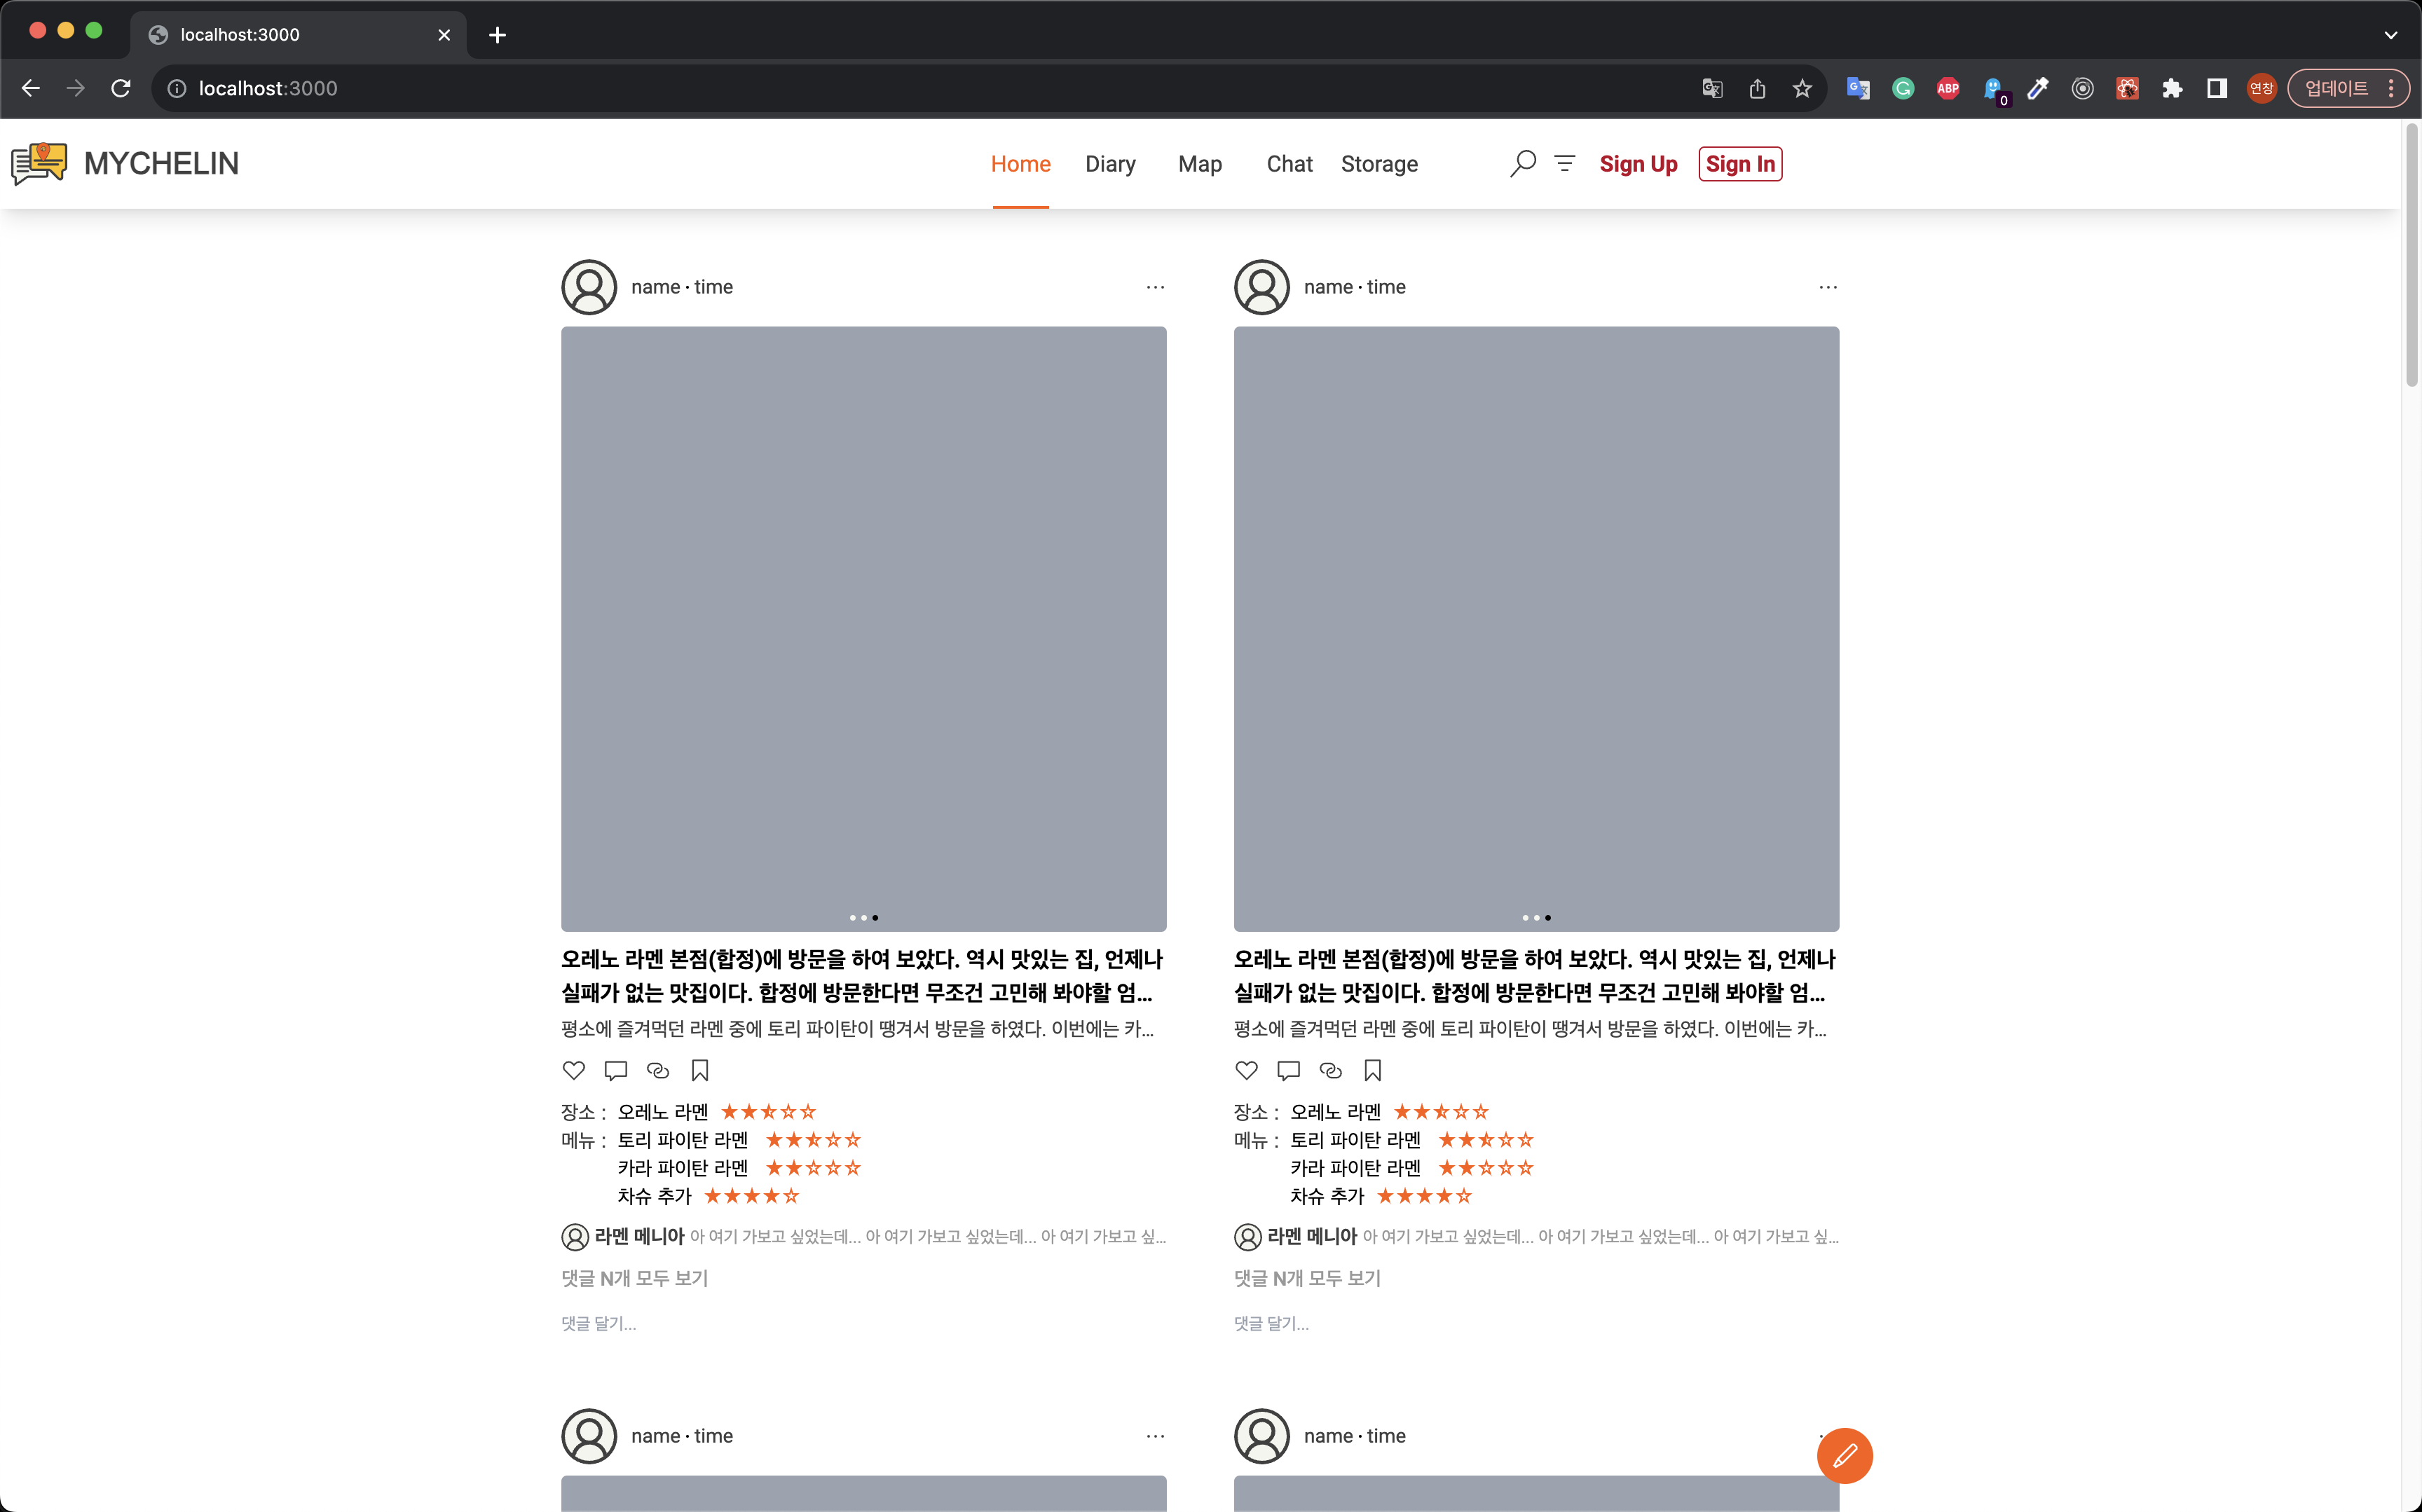 localhost:3000
localhost:3000
ABP
0
연창
업데이트
MYCHELIN
Home Diary Map Chat Storage Sign Up Sign In
name · time ...
오레노 라멘 본점(합정)에 방문을 하여 보았다. 역시 맛있는 집, 언제나
실패가 없는 맛집이다. 합정에 방문한다면 무조건 고민해 봐야할 엄...
평소에 즐겨먹던 라멘 중에 토리 파이탄이 땡겨서 방문을 하였다. 이번에는 카...
장소 : 오레노 라멘 ★★⯪☆☆
메뉴 : 토리 파이탄 라멘 ★★⯪☆☆
카라 파이탄 라멘 ★★☆☆☆
차슈 추가 ★★★★☆
라멘 메니아 아 여기 가보고 싶었는데... 아 여기 가보고 싶었는데... 아 여기 가보고 싶...
댓글 N개 모두 보기
댓글 달기...
name · time ...
오레노 라멘 본점(합정)에 방문을 하여 보았다. 역시 맛있는 집, 언제나
실패가 없는 맛집이다. 합정에 방문한다면 무조건 고민해 봐야할 엄...
평소에 즐겨먹던 라멘 중에 토리 파이탄이 땡겨서 방문을 하였다. 이번에는 카...
장소 : 오레노 라멘 ★★⯪☆☆
메뉴 : 토리 파이탄 라멘 ★★⯪☆☆
카라 파이탄 라멘 ★★☆☆☆
차슈 추가 ★★★★☆
라멘 메니아 아 여기 가보고 싶었는데... 아 여기 가보고 싶었는데... 아 여기 가보고 싶...
댓글 N개 모두 보기
댓글 달기...
name · time ...
name · time